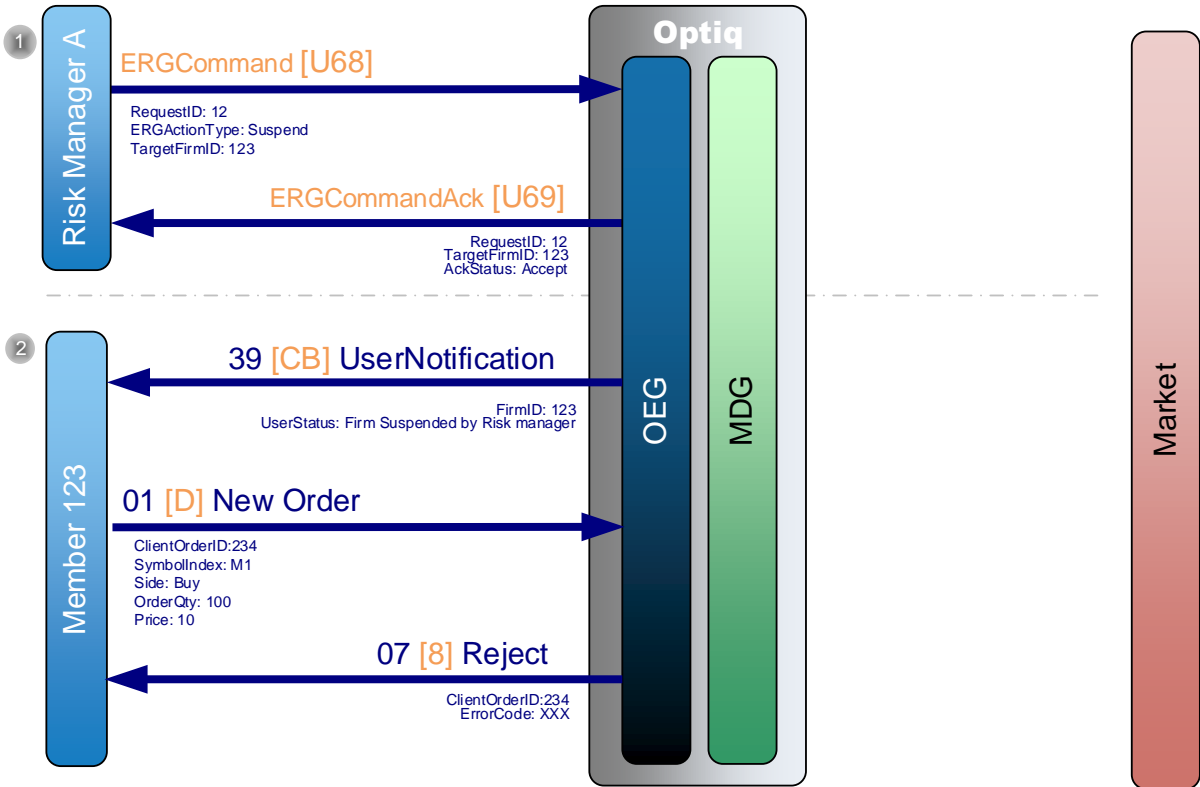 1
Risk Manager A
Optiq
ERGCommand [U68]
RequestID: 12
ERGActionType: Suspend
TargetFirmID: 123
ERGCommandAck [U69]
RequestID: 12
TargetFirmID: 123
AckStatus: Accept
2
Member 123
39 [CB] UserNotification
FirmID: 123
UserStatus: Firm Suspended by Risk manager
01 [D] New Order
ClientOrderID:234
SymbolIndex: M1
Side: Buy
OrderQty: 100
Price: 10
07 [8] Reject
ClientOrderID:234
ErrorCode: XXX
OEG
MDG
Market